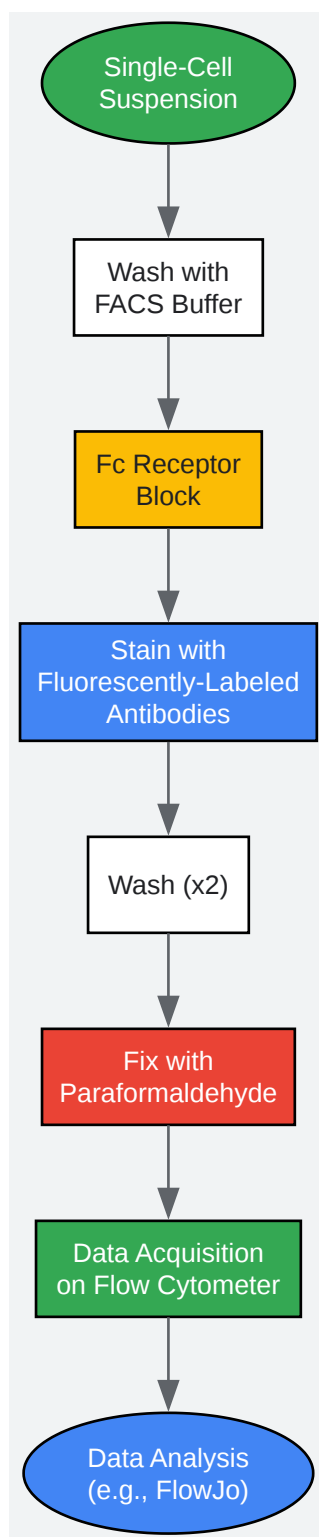 Single-Cell
Suspension
Wash with
FACS Buffer
Fc Receptor
Block
Stain with
Fluorescently-Labeled
Antibodies
Wash (x2)
Fix with
Paraformaldehyde
Data Acquisition
on Flow Cytometer
Data Analysis
(e.g., FlowJo)